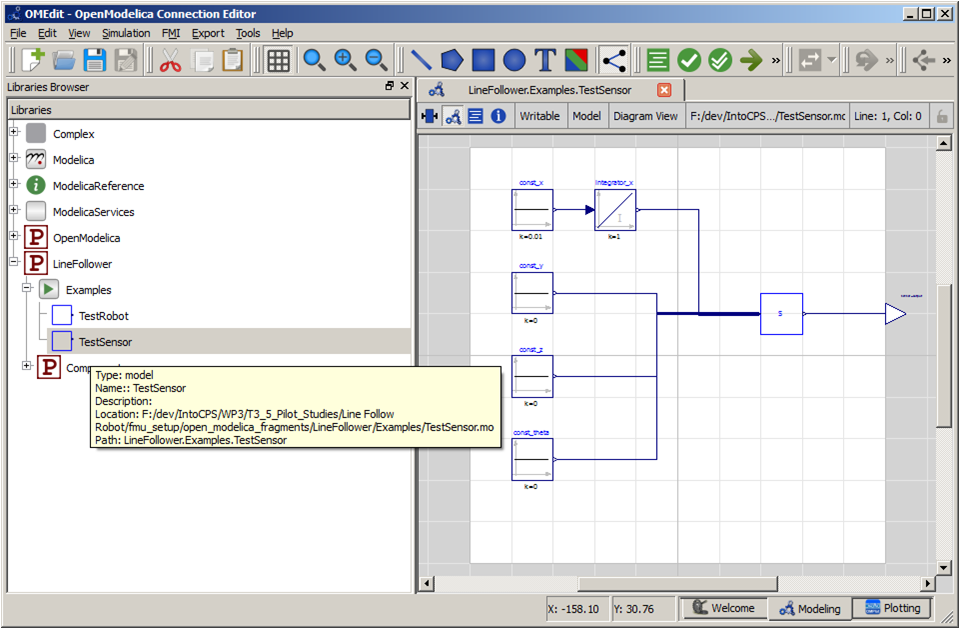 OMEdit - OpenModelica Connection Editor
File Edit View Simulation FMI Export Tools Help
T » » »
Libraries Browser
LineFollower.Examples.TestSensor
Libraries
Writable Model Diagram View F:/dev/IntoCPS.../TestSensor.mo Line: 1, Col: 0
Complex
Modelica
ModelicaReference
ModelicaServices
P OpenModelica
P LineFollower
Examples
TestRobot
TestSensor
P
Type: model
Name:: TestSensor
Description:
Location: F:/dev/IntoCPS/WP3/T3_5_Pilot_Studies/Line Follow
Robot/fmu_setup/open_modelica_fragments/LineFollower/Examples/TestSensor.mo
Path: LineFollower.Examples.TestSensor
const_x
integrator_x
I
k=0.01
k=1
const_y
k=0
S
const_z
k=0
const_theta
k=0
X: -158.10 Y: 30.76 Welcome Modeling Plotting